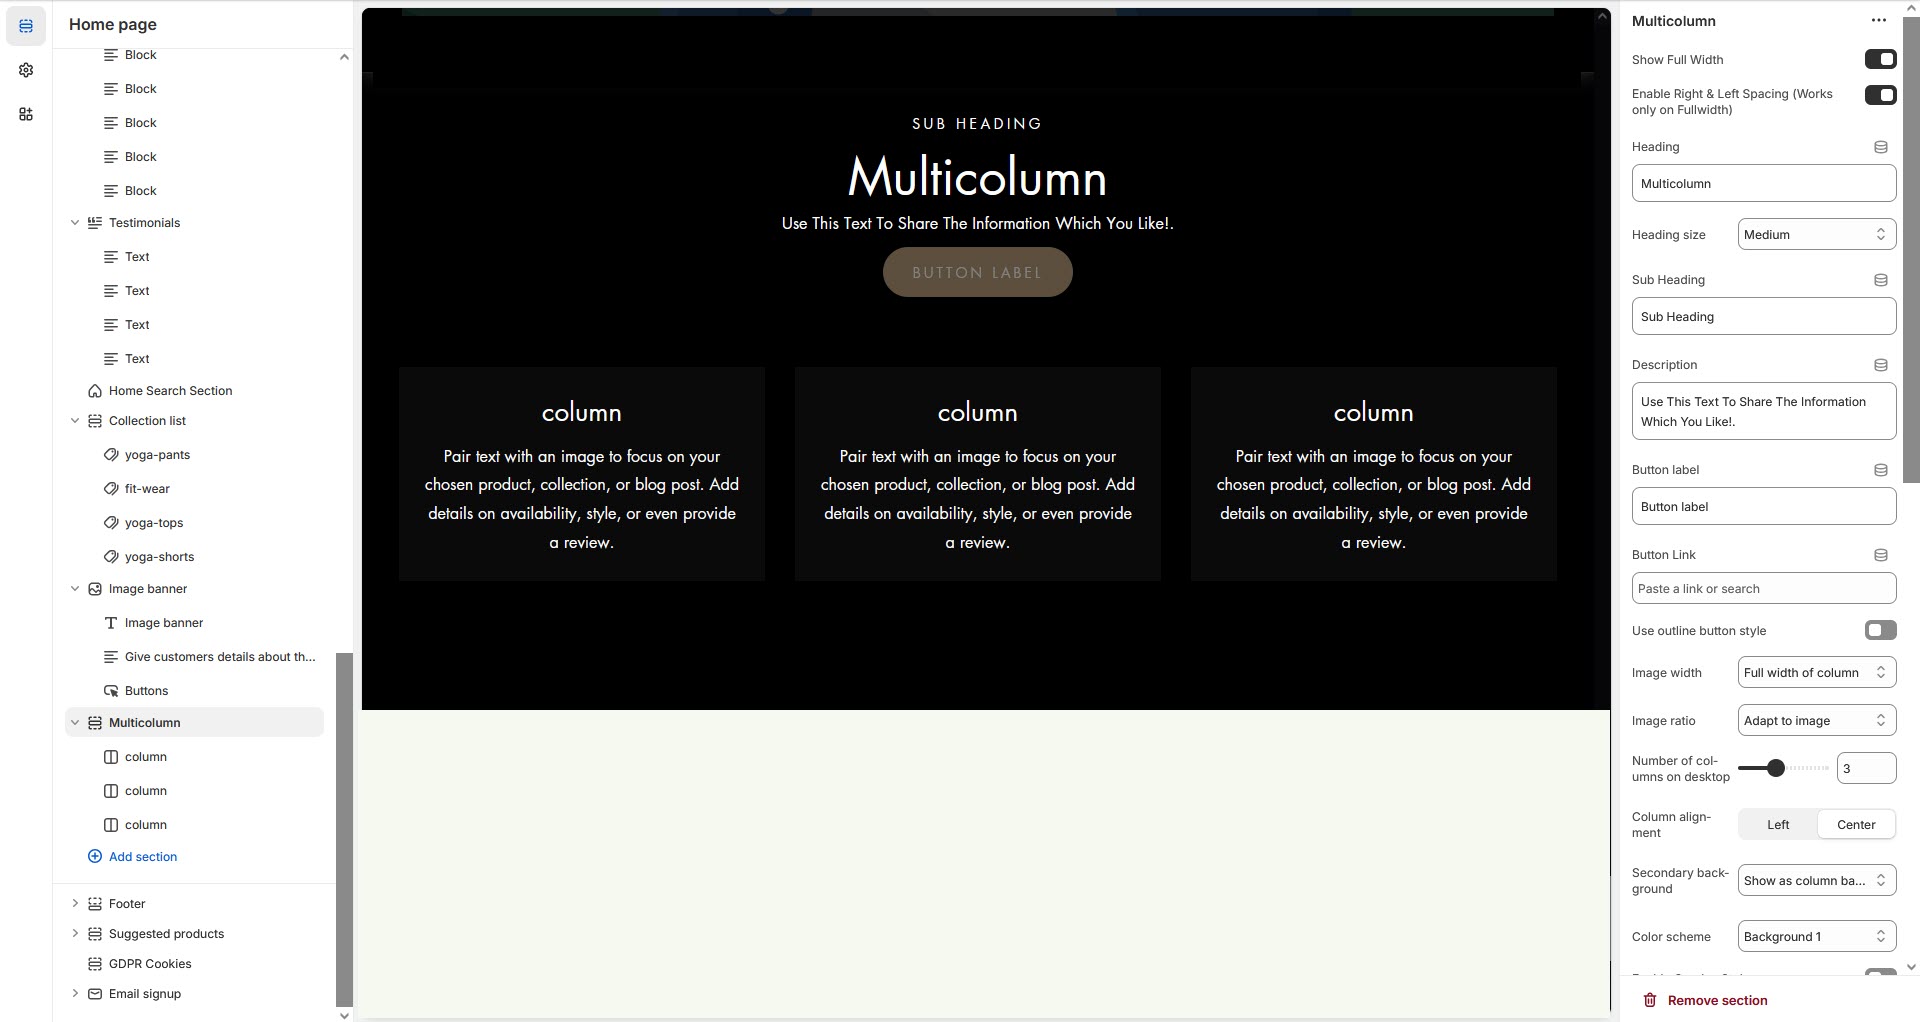 Home page
Block
Block
Block
Block
Block
Testimonials
Text
Text
Text
Text
Home Search Section
Collection list
yoga-pants
fit-wear
yoga-tops
yoga-shorts
Image banner
Image banner
Give customers details about th...
Buttons
Multicolumn
column
column
column
Add section
Footer
Suggested products
GDPR Cookies
Email signup
SUB HEADING
Multicolumn
Use This Text To Share The Information Which You Like!.
BUTTON LABEL
column
Pair text with an image to focus on your
chosen product, collection, or blog post. Add
details on availability, style, or even provide
a review.
column
Pair text with an image to focus on your
chosen product, collection, or blog post. Add
details on availability, style, or even provide
a review.
column
Pair text with an image to focus on your
chosen product, collection, or blog post. Add
details on availability, style, or even provide
a review.
Multicolumn
Show Full Width
Enable Right & Left Spacing (Works
only on Fullwidth)
Heading
Multicolumn
Heading size
Medium
Sub Heading
Sub Heading
Description
Use This Text To Share The Information
Which You Like!.
Button label
Button label
Button Link
Paste a link or search
Use outline button style
Image width
Full width of column
Image ratio
Adapt to image
Number of col-
umns on desktop
3
Column align-
ment
Left
Center
Secondary back-
ground
Show as column ba...
Color scheme
Background 1
Remove section